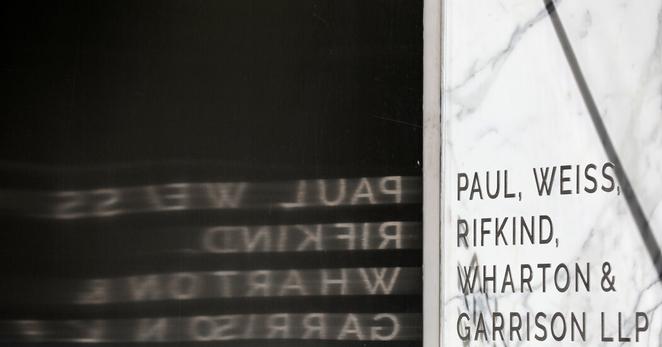 PAUL, WEISS,
RIFKIND,
WHARTON &
GARRISON LLP